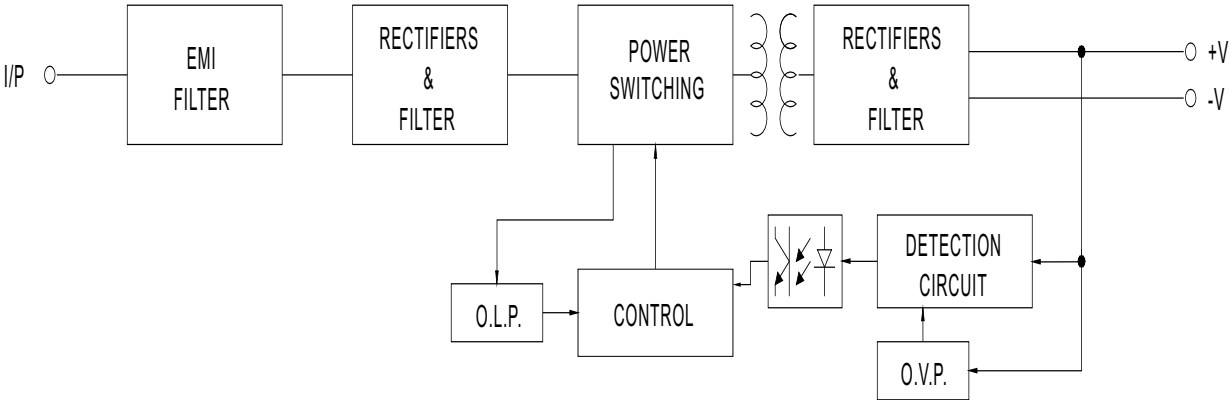 I/P
EMI
FILTER
RECTIFIERS
&
FILTER
POWER
SWITCHING
RECTIFIERS
&
FILTER
+V
-V
O.L.P.
CONTROL
DETECTION
CIRCUIT
O.V.P.